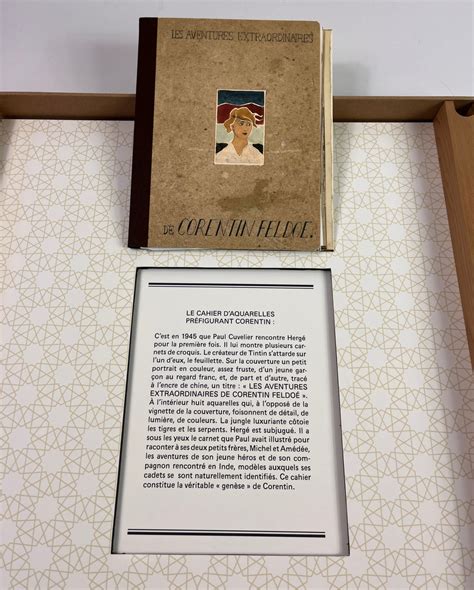 LES AVENTURES EXTRAORDINAIRES
DE CORENTIN FELDOÉ.
LE CAHIER D'AQUARELLES
PRÉFIGURANT CORENTIN :
C'est en 1945 que Paul Cuvelier rencontre Hergé
pour la première fois. Il lui montre plusieurs car-
nets de croquis. Le créateur de Tintin s'attarde sur
l'un d'eux, le feuillette. Sur la couverture un petit
portrait en couleur, assez fruste, d'un jeune gar-
çon au regard franc, et, de part et d'autre, tracé
à l'encre de chine, un titre : « LES AVENTURES
EXTRAORDINAIRES DE CORENTIN FELDOÉ ».
À l'intérieur huit aquarelles qui, à l'opposé de la
vignette de la couverture, foisonnent de détail, de
lumière, de couleurs. La jungle luxuriante côtoie
les tigres et les serpents. Hergé est subjugué. Il a
sous les yeux le carnet que Paul avait illustré pour
raconter à ses deux petits frères, Michel et Amédée,
les aventures de son jeune héros et de son com-
pagnon rencontré en Inde, modèles auxquels ses
cadets se sont naturellement identifiés. Ce cahier
constitue la véritable « genèse » de Corentin.